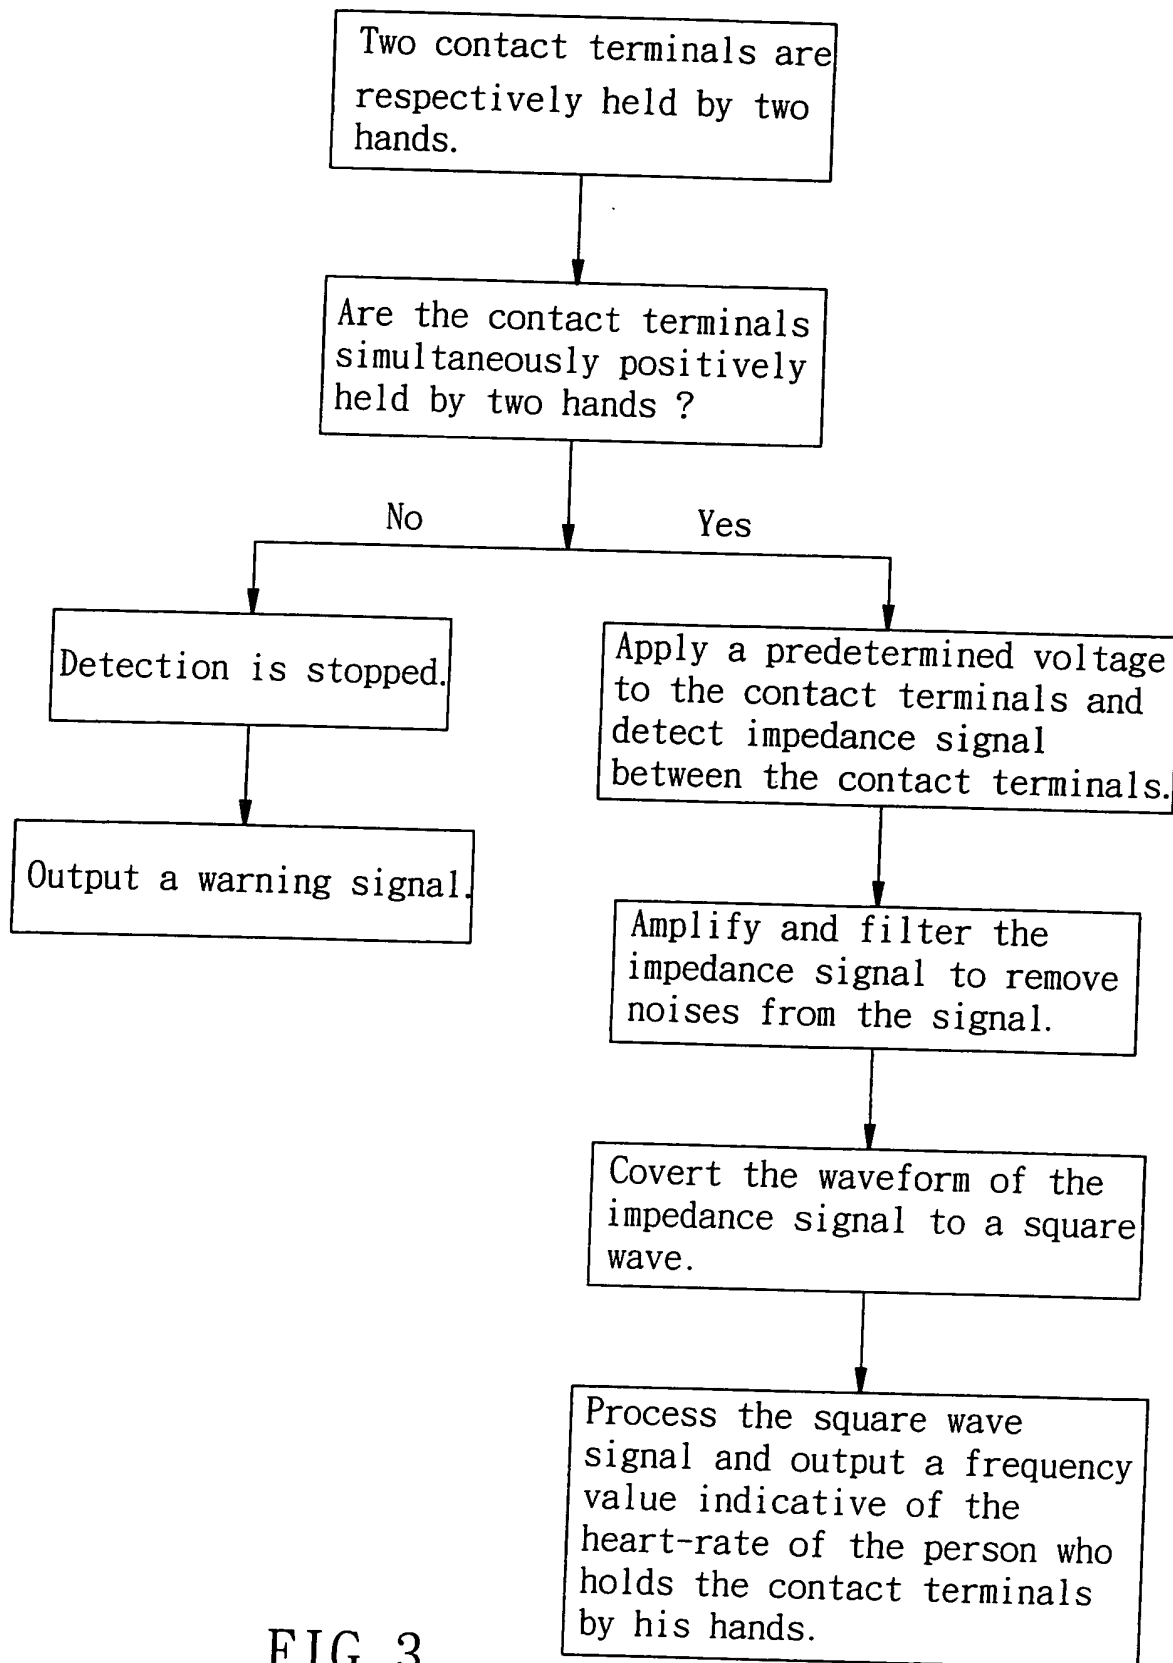 Two contact terminals are
respectively held by two
hands.
Are the contact terminals
simultaneously positively
held by two hands ?
No
Yes
Detection is stopped.
Output a warning signal.
Apply a predetermined voltage
to the contact terminals and
detect impedance signal
between the contact terminals.
Amplify and filter the
impedance signal to remove
noises from the signal.
Covert the waveform of the
impedance signal to a square
wave.
Process the square wave
signal and output a frequency
value indicative of the
heart-rate of the person who
holds the contact terminals
by his hands.
FIG 3